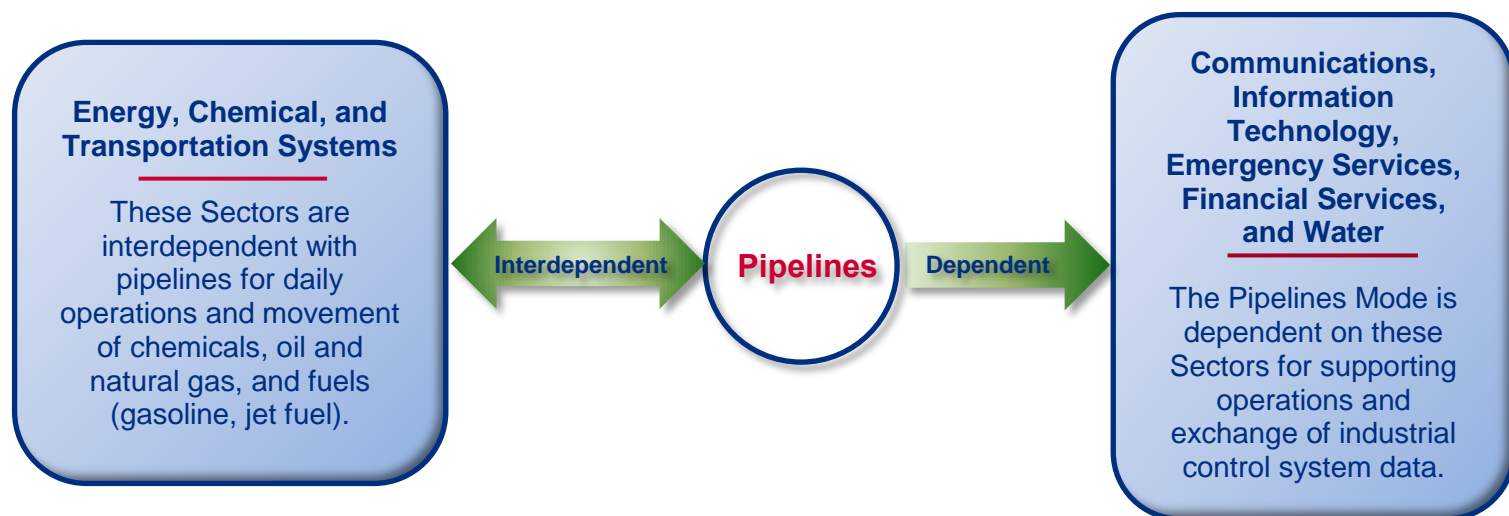 Energy, Chemical, and
Transportation Systems
These Sectors are
interdependent with
pipelines for daily
operations and movement
of chemicals, oil and
natural gas, and fuels
(gasoline, jet fuel).
Interdependent
Pipelines
Dependent
Communications,
Information
Technology,
Emergency Services,
Financial Services,
and Water
The Pipelines Mode is
dependent on these
Sectors for supporting
operations and
exchange of industrial
control system data.